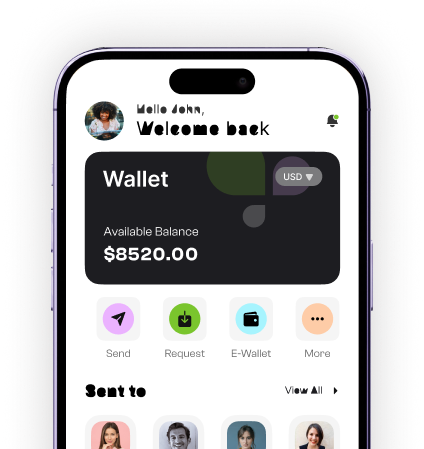 Hello John,
Welcome back
Wallet
USD
Available Balance
$8520.00
Send
Request
E-Wallet
More
Sent to
View All